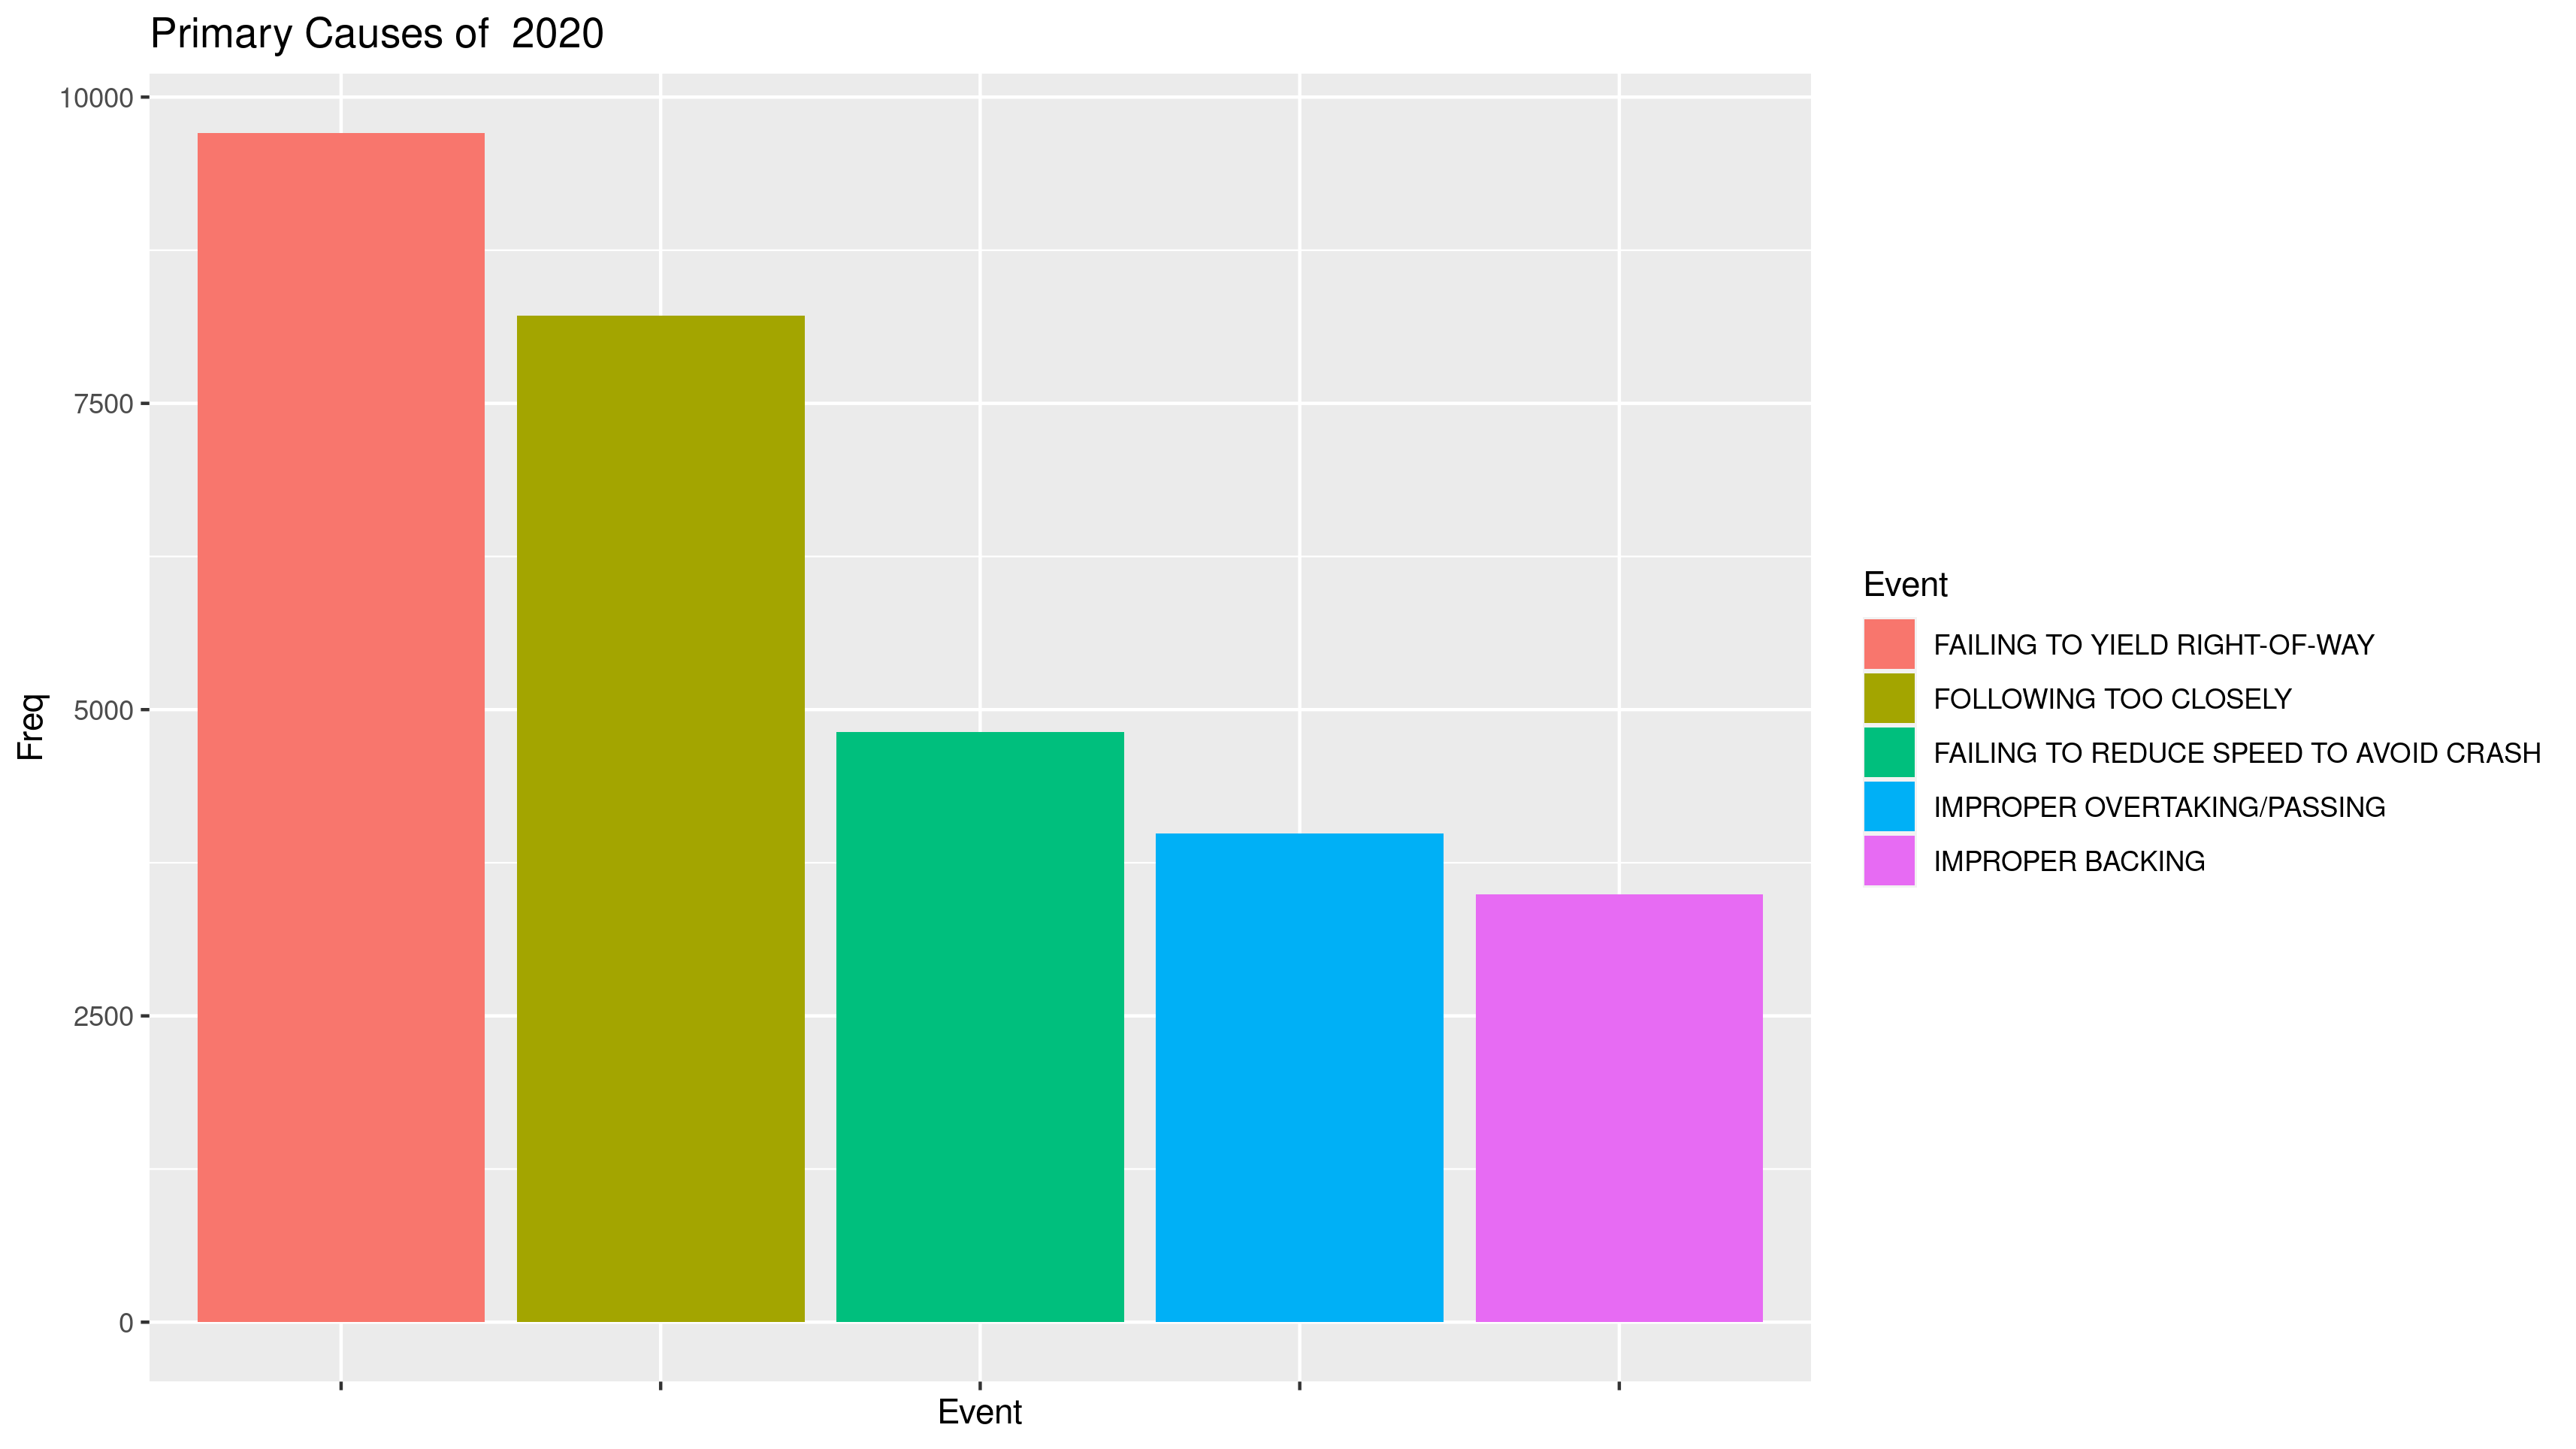 Primary Causes of  2020
10000
7500
5000
2500
0
Freq
Event
Event
FAILING TO YIELD RIGHT-OF-WAY
FOLLOWING TOO CLOSELY
FAILING TO REDUCE SPEED TO AVOID CRASH
IMPROPER OVERTAKING/PASSING
IMPROPER BACKING